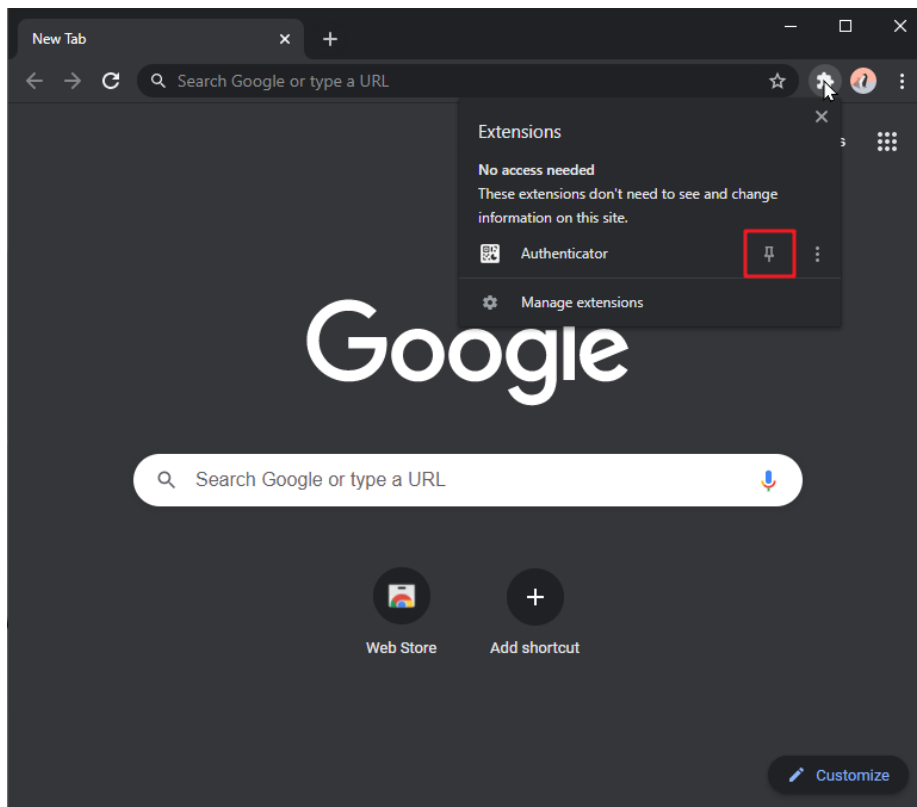 New Tab
Search Google or type a URL
Extensions
s
No access needed
These extensions don't need to see and change
information on this site.
Authenticator
Manage extensions
Google
Search Google or type a URL
Web Store
Add shortcut
Customize